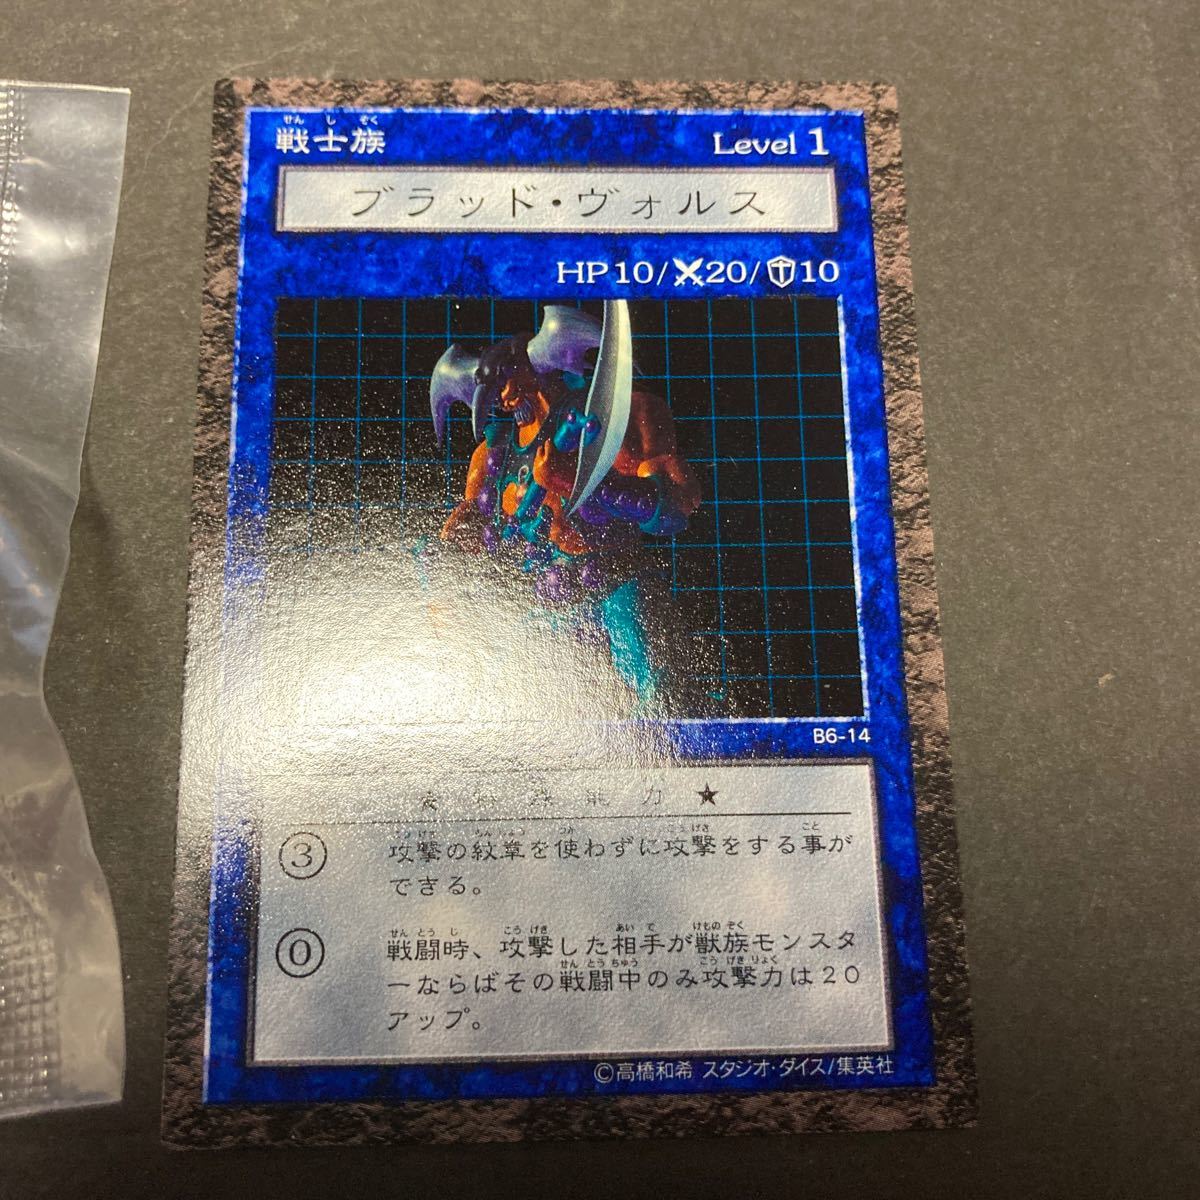 戦士族
Level 1
ブラッド・ヴォルス
HP10/20/10
B6-14
★特殊能力★
③ 攻撃の紋章を使わずに攻撃をする事が
できる。
⓪ 戦闘時、攻撃した相手が獣族モンスタ
ーならばその戦闘中のみ攻撃力は20
アップ。
©高橋和希 スタジオ・ダイス/集英社